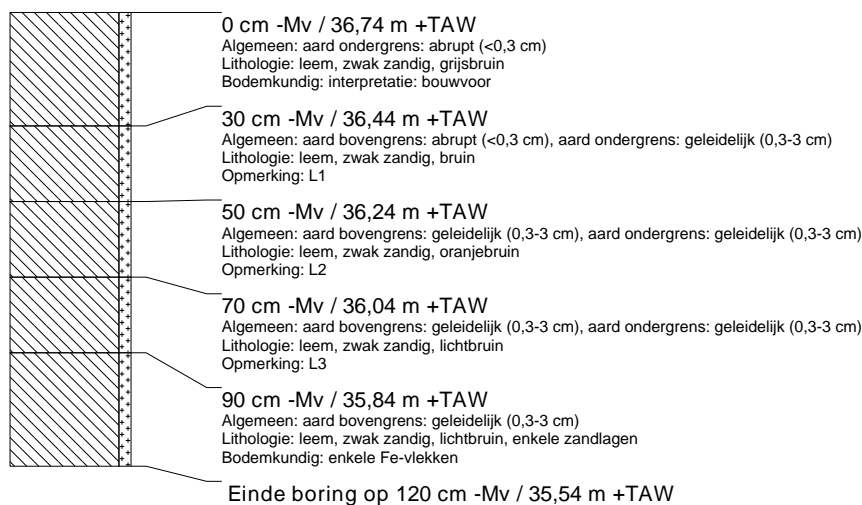 0 cm -Mv / 36,74 m +TAW
Algemeen: aard ondergrens: abrupt (<0,3 cm)
Lithologie: leem, zwak zandig, grijsbruin
Bodemkundig: interpretatie: bouwvoor
30 cm -Mv / 36,44 m +TAW
Algemeen: aard bovengrens: abrupt (<0,3 cm), aard ondergrens: geleidelijk (0,3-3 cm)
Lithologie: leem, zwak zandig, bruin
Opmerking: L1
50 cm -Mv / 36,24 m +TAW
Algemeen: aard bovengrens: geleidelijk (0,3-3 cm), aard ondergrens: geleidelijk (0,3-3 cm)
Lithologie: leem, zwak zandig, oranjebruin
Opmerking: L2
70 cm -Mv / 36,04 m +TAW
Algemeen: aard bovengrens: geleidelijk (0,3-3 cm), aard ondergrens: geleidelijk (0,3-3 cm)
Lithologie: leem, zwak zandig, lichtbruin
Opmerking: L3
90 cm -Mv / 35,84 m +TAW
Algemeen: aard bovengrens: geleidelijk (0,3-3 cm)
Lithologie: leem, zwak zandig, lichtbruin, enkele zandlagen
Bodemkundig: enkele Fe-vlekken
Einde boring op 120 cm -Mv / 35,54 m +TAW